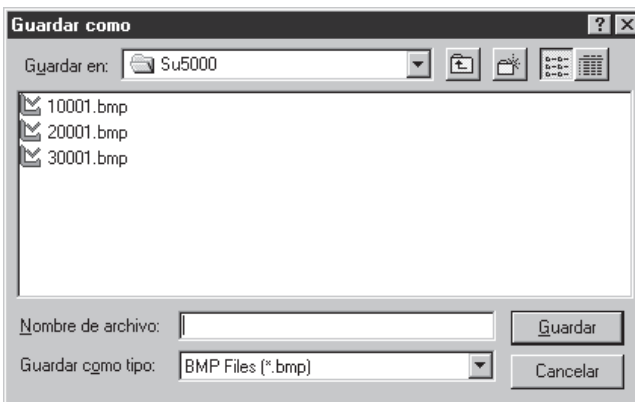 Guardar como
Guardar en: Su5000
10001.bmp
20001.bmp
30001.bmp
Nombre de archivo: Guardar
Guardar como tipo: BMP Files (*.bmp) Cancelar